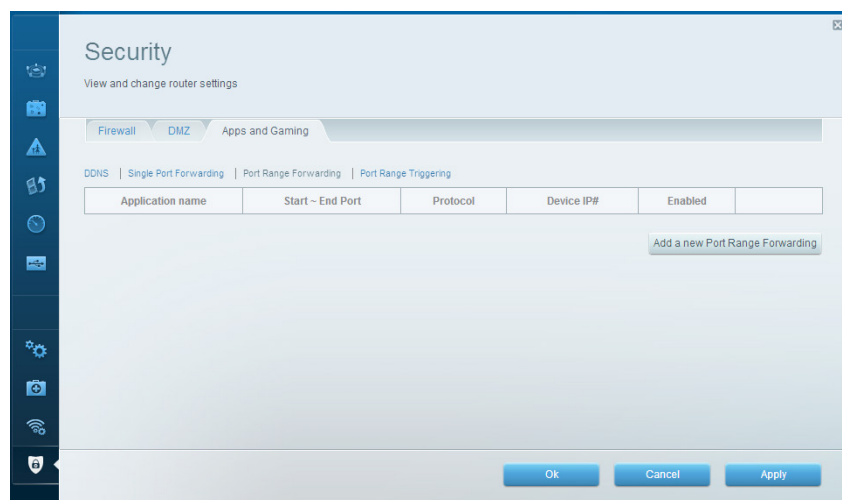 Security
View and change router settings
Firewall DMZ Apps and Gaming
DDNS | Single Port Forwarding | Port Range Forwarding | Port Range Triggering
Application name Start ~ End Port Protocol Device IP# Enabled
Add a new Port Range Forwarding
Ok Cancel Apply